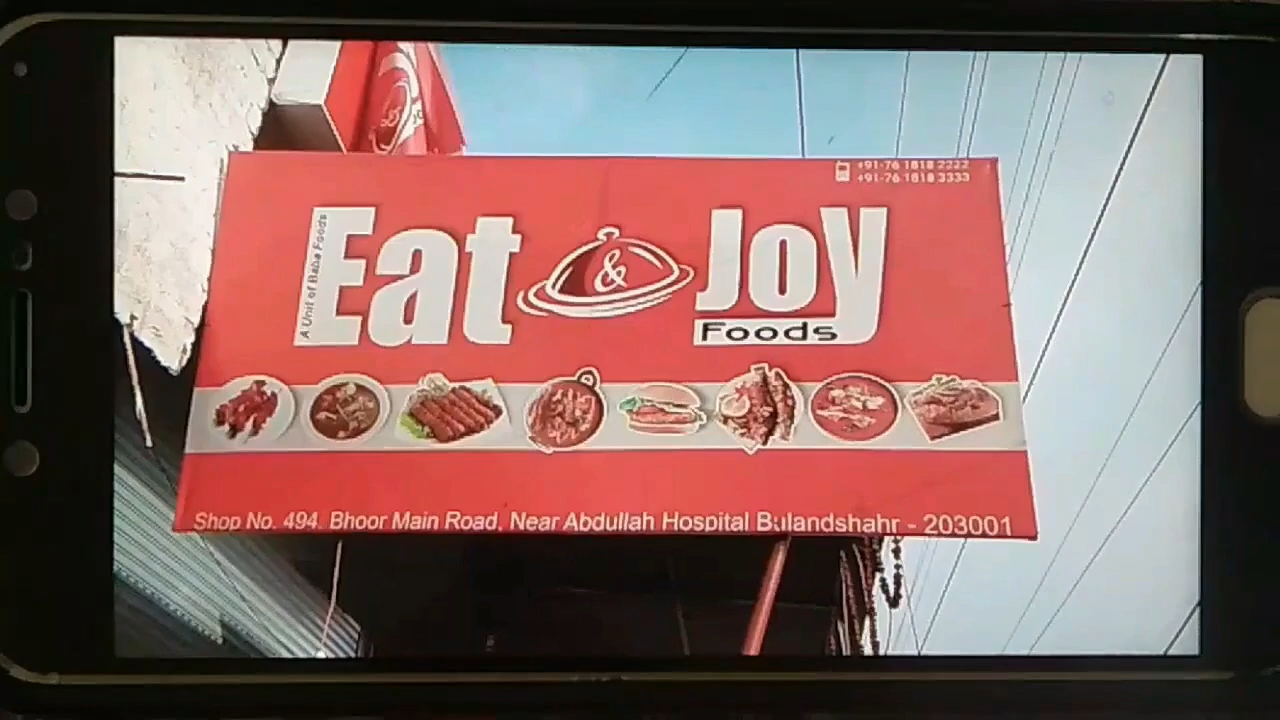 +91-76 1818 2222
+91-76 1818 3333
A Unit of Baba Foods
Eat & Joy
Foods
Shop No. 494, Bhoor Main Road, Near Abdullah Hospital Bulandshahr - 203001